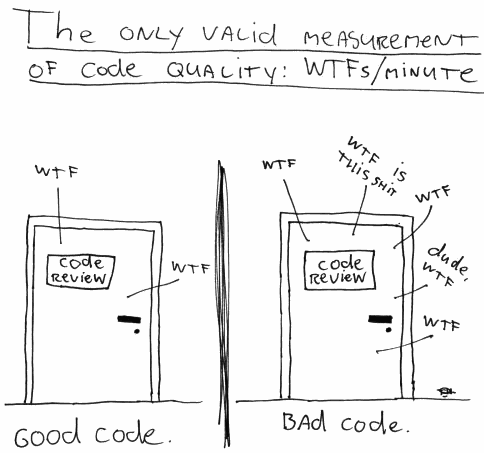 The ONLY VALID MEASUREMENT
OF Code QUALITY: WTFs/MINUTE
WTF
Code
REVIEW
WTF
GOOD CODE.
WTF
WTF iS
THIS SHIT
WTF
Code
REVIEW
dude,
WTF
WTF
BAd Code.